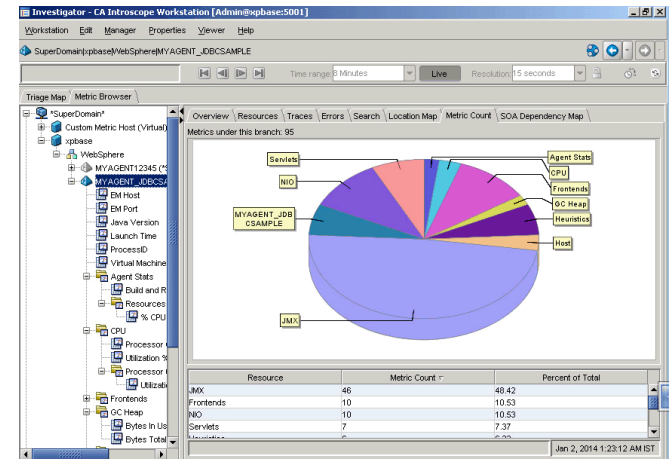 Investigator - CA Introscope Workstation [Admin@xpbase:5001]
Workstation Edit Manager Properties Viewer Help
SuperDomain|xpbase|WebSphere|MYAGENT_JDBCSAMPLE
Time range: 8 Minutes Live Resolution: 15 seconds
Triage Map Metric Browser
*SuperDomain*
Custom Metric Host (Virtual)
xpbase
WebSphere
MYAGENT12345 (*S
MYAGENT_JDBCSA
EM Host
EM Port
Java Version
Launch Time
ProcessID
Virtual Machine
Agent Stats
Build and R
Resources
% CPU
CPU
Processor
Utilization %
Processor
Utilizati
Frontends
GC Heap
Bytes In Us
Bytes Total
Overview Resources Traces Errors Search Location Map Metric Count SOA Dependency Map
Metrics under this branch: 95
Servlets
NIO
MYAGENT_JDB
CSAMPLE
JMX
Agent Stats
CPU
Frontends
GC Heap
Heuristics
Host
Resource Metric Count Percent of Total
JMX 46 48.42
Frontends 10 10.53
NIO 10 10.53
Servlets 7 7.37
Jan 2, 2014 1:23:12 AM IST